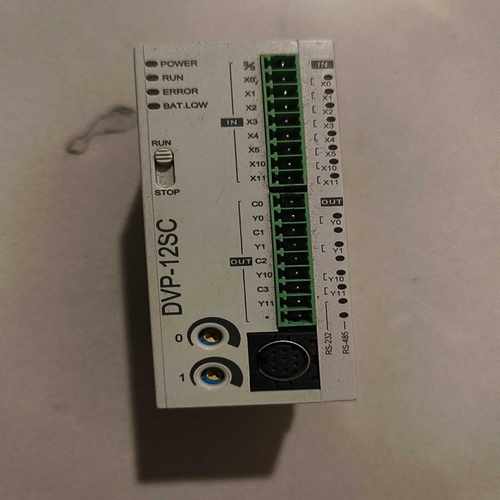 POWER
RUN
ERROR
BAT.LOW
RUN
STOP
DVP-12SC
0
1
IN
X0
X1
X2
X3
X4
X5
X10
X11
OUT
C0
Y0
C1
Y1
C2
Y10
C3
Y11
IN
X0
X1
X2
X3
X4
X5
X10
X11
OUT
Y0
Y1
Y10
Y11
RS-232
RS-485